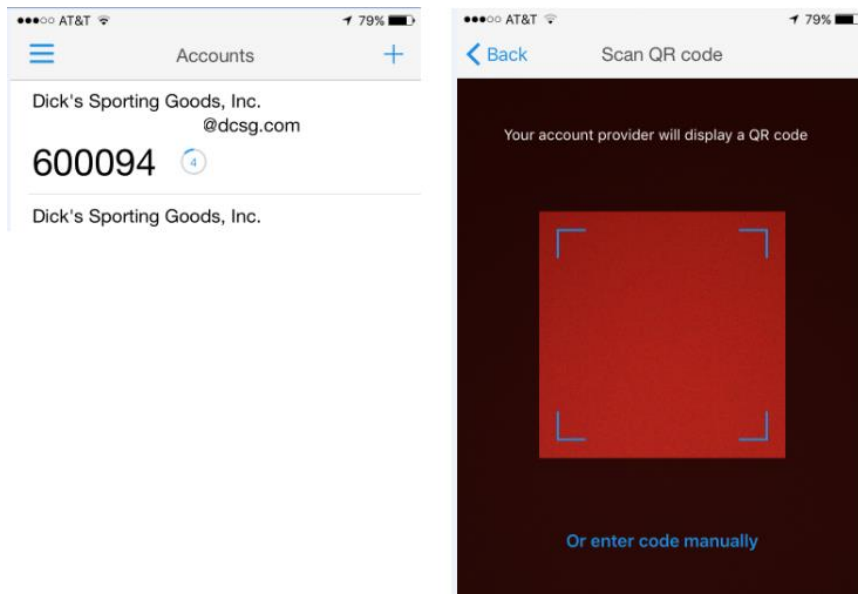 AT&T 79%
Accounts
Dick's Sporting Goods, Inc.
@dcsg.com
600094 4
Dick's Sporting Goods, Inc.
AT&T 79%
Back Scan QR code
Your account provider will display a QR code
Or enter code manually